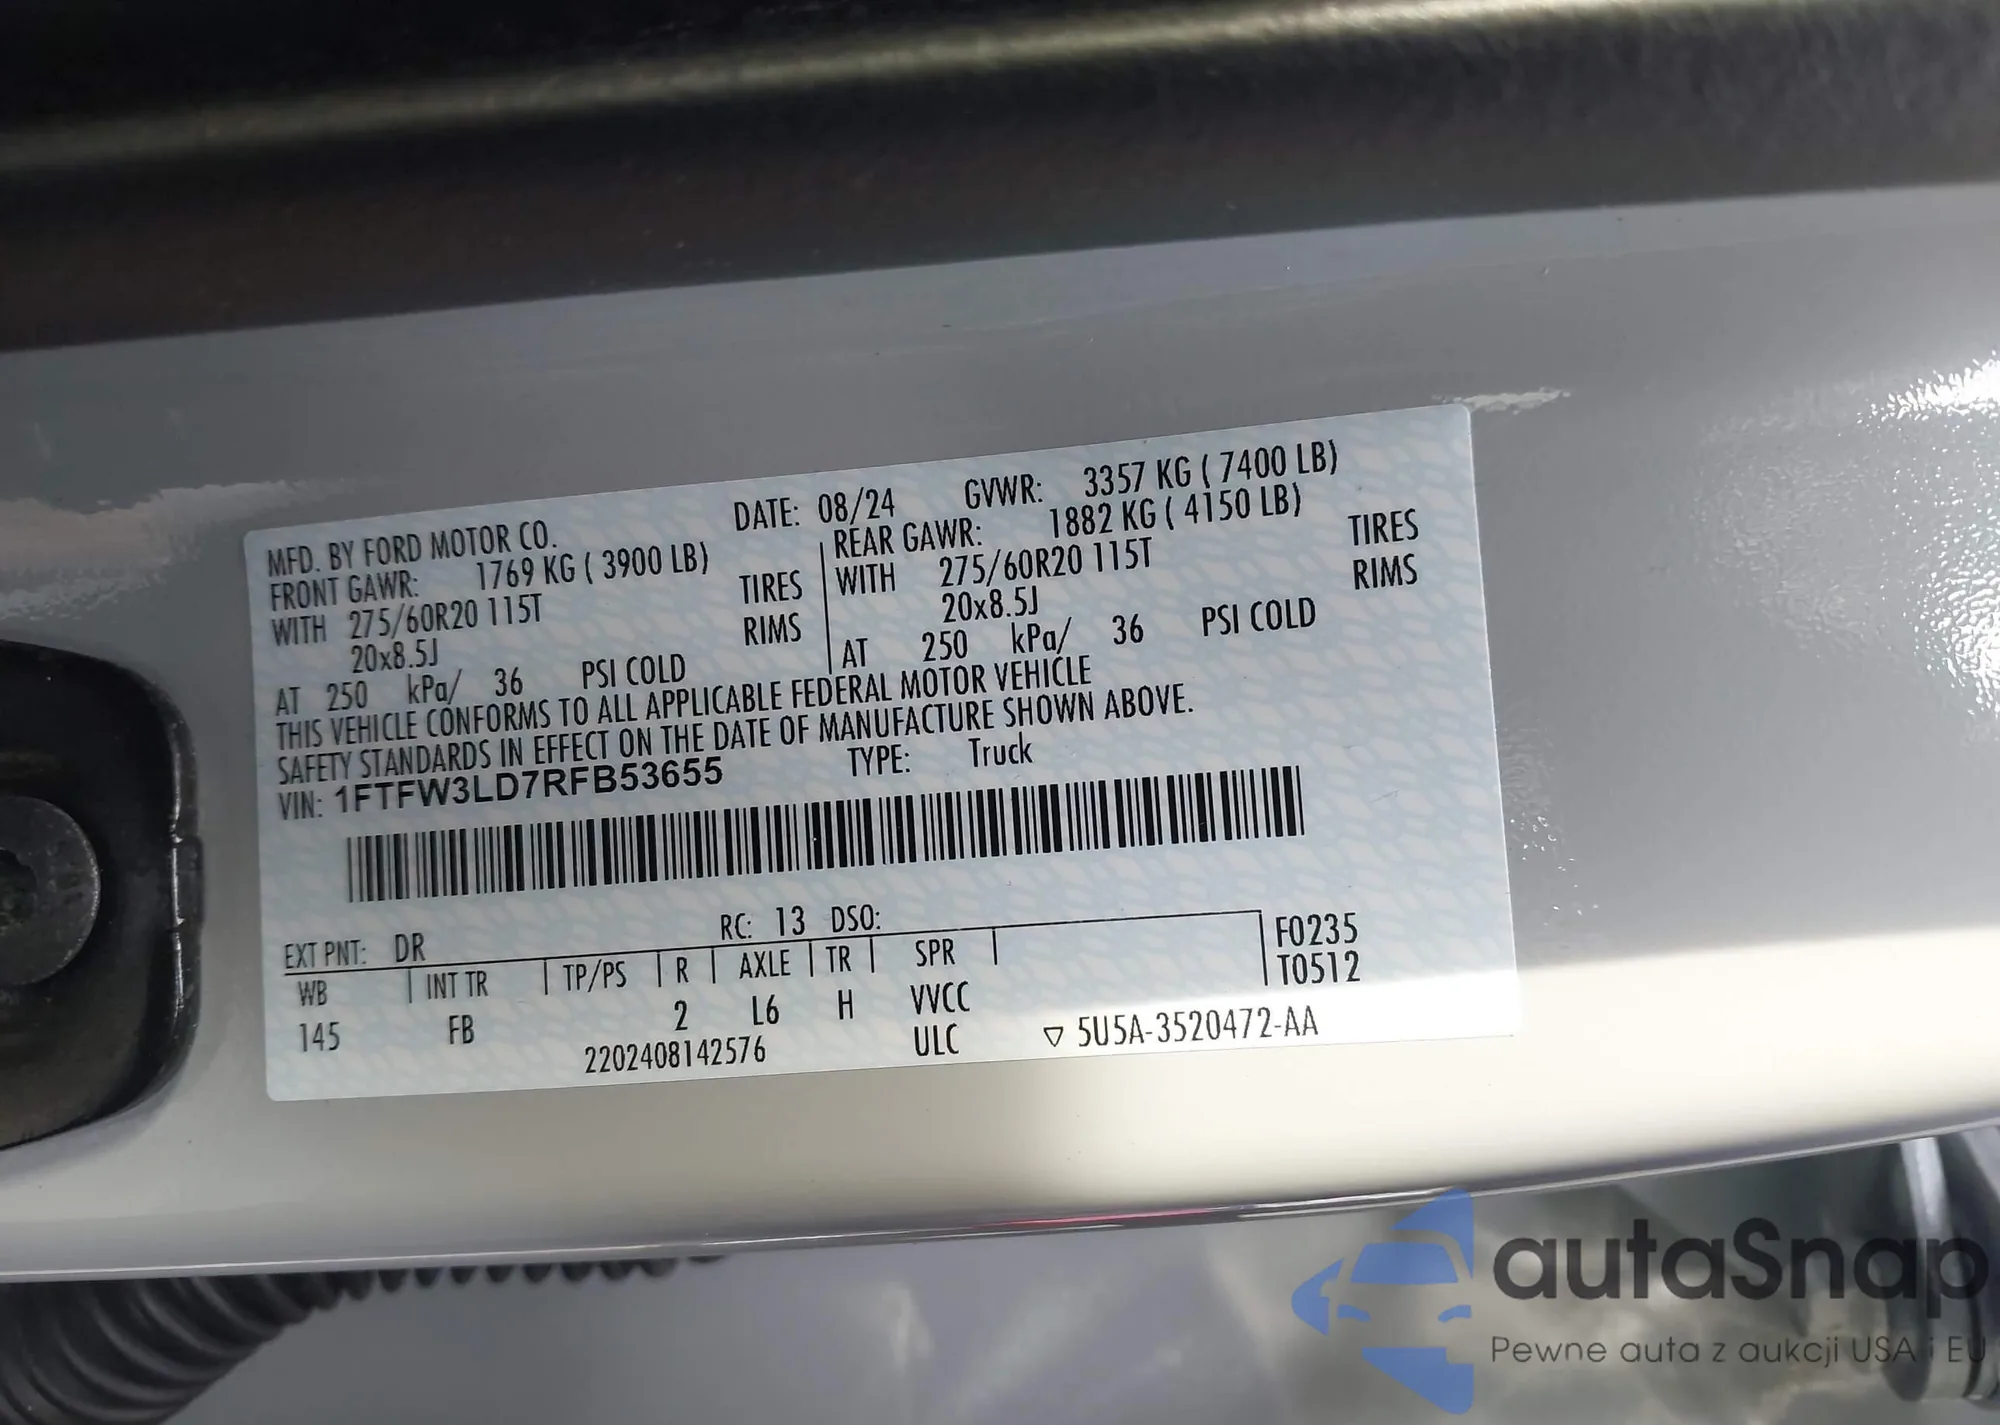 MFD. BY FORD MOTOR CO. DATE: 08/24 GVWR: 3357 KG ( 7400 LB)
FRONT GAWR: 1769 KG ( 3900 LB) REAR GAWR: 1882 KG ( 4150 LB)
WITH 275/60R20 115T TIRES WITH 275/60R20 115T TIRES
20x8.5J RIMS 20x8.5J RIMS
AT 250 kPa/ 36 PSI COLD AT 250 kPa/ 36 PSI COLD
THIS VEHICLE CONFORMS TO ALL APPLICABLE FEDERAL MOTOR VEHICLE
SAFETY STANDARDS IN EFFECT ON THE DATE OF MANUFACTURE SHOWN ABOVE.
VIN: 1FTFW3LD7RFB53655 TYPE: Truck
EXT PNT: DR RC: 13 DSO: F0235
WB INT TR TP/PS R AXLE TR SPR T0512
145 FB 2 L6 H VVCC
2202408142576 ULC ▽ 5U5A-3520472-AA
autaSnap
Pewne auta z aukcji USA i EU